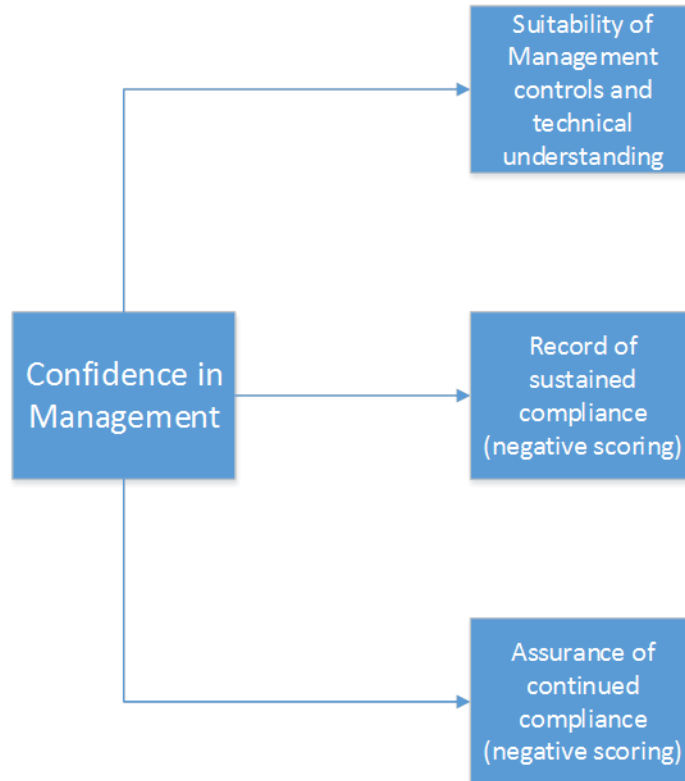 Suitability of
Management
controls and
technical
understanding
Confidence in
Management
Record of
sustained
compliance
(negative scoring)
Assurance of
continued
compliance
(negative scoring)